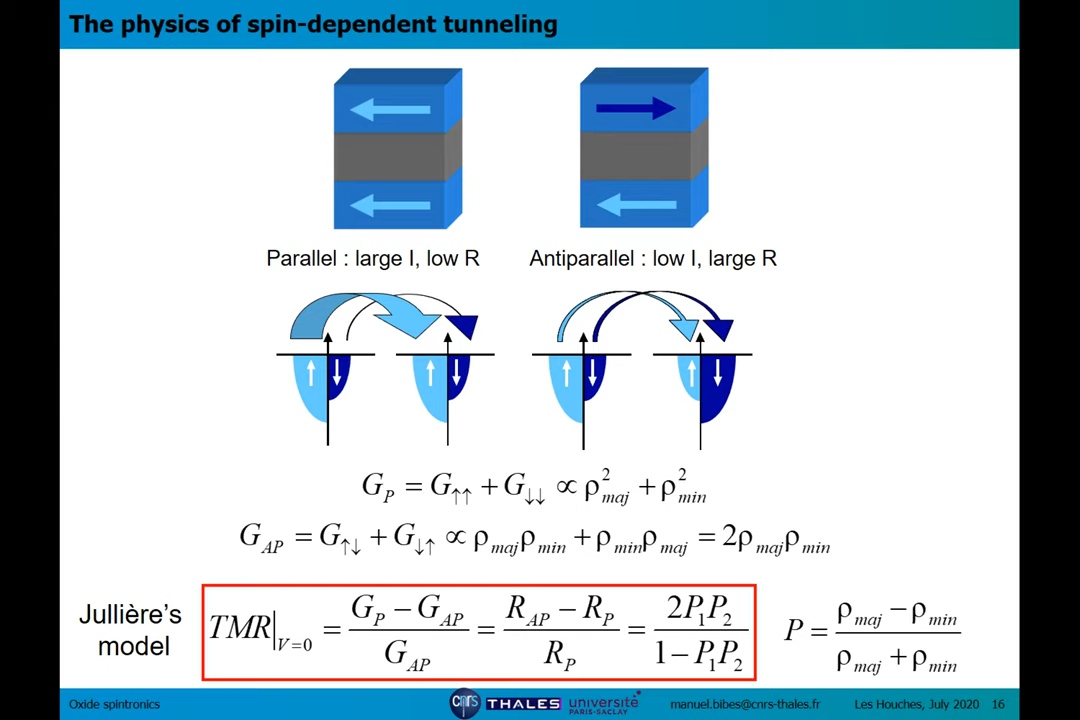 The physics of spin-dependent tunneling
Parallel : large I, low R
Antiparallel : low I, large R
↑ ↓ ↑ ↓ ↑ ↓ ↑ ↓
G_P = G_↑↑ + G_↓↓ ∝ ρ²_maj + ρ²_min
G_AP = G_↑↓ + G_↓↑ ∝ ρ_maj ρ_min + ρ_min ρ_maj = 2ρ_maj ρ_min
Jullière's
model
TMR|_V=0 = (G_P − G_AP) / G_AP = (R_AP − R_P) / R_P = 2P₁P₂ / (1 − P₁P₂)
P = (ρ_maj − ρ_min) / (ρ_maj + ρ_min)
Oxide spintronics
cnrs
THALES
université
PARIS-SACLAY
manuel.bibes@cnrs-thales.fr
Les Houches, July 2020
16